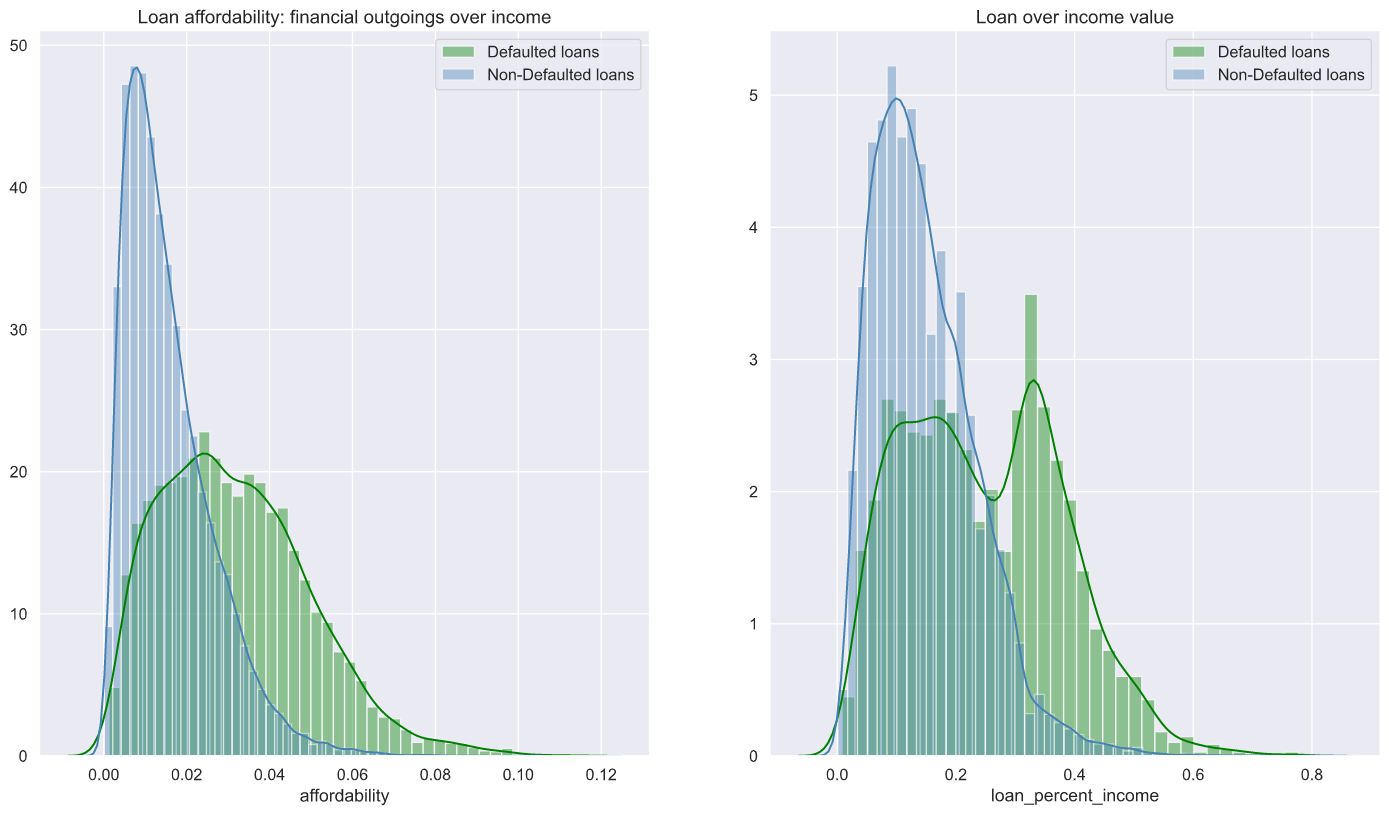 Loan affordability: financial outgoings over income
Defaulted loans
Non-Defaulted loans
50
40
30
20
10
0
0.00 0.02 0.04 0.06 0.08 0.10 0.12
affordability
Loan over income value
Defaulted loans
Non-Defaulted loans
5
4
3
2
1
0
0.0 0.2 0.4 0.6 0.8
loan_percent_income